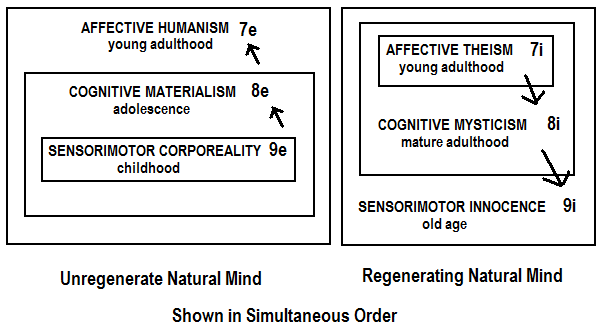 AFFECTIVE HUMANISM 7e
young adulthood
COGNITIVE MATERIALISM 8e
adolescence
SENSORIMOTOR CORPOREALITY 9e
childhood
Unregenerate Natural Mind
AFFECTIVE THEISM 7i
young adulthood
COGNITIVE MYSTICISM 8i
mature adulthood
SENSORIMOTOR INNOCENCE 9i
old age
Regenerating Natural Mind
Shown in Simultaneous Order